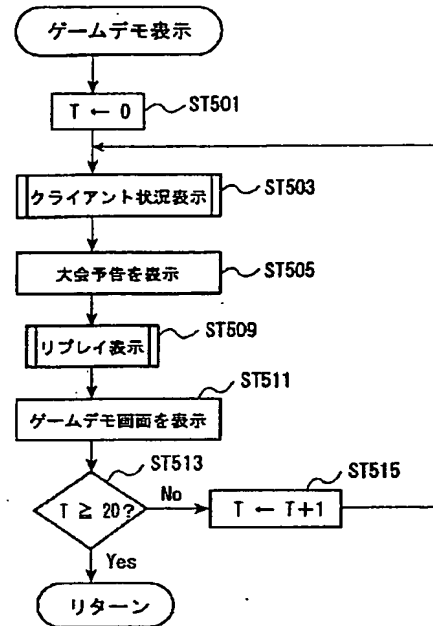 ゲームデモ表示
T ← 0
ST501
クライアント状況表示
ST503
大会予告を表示
ST505
リプレイ表示
ST509
ゲームデモ画面を表示
ST511
T ≧ 20?
ST513
No
T ← T+1
ST515
Yes
リターン